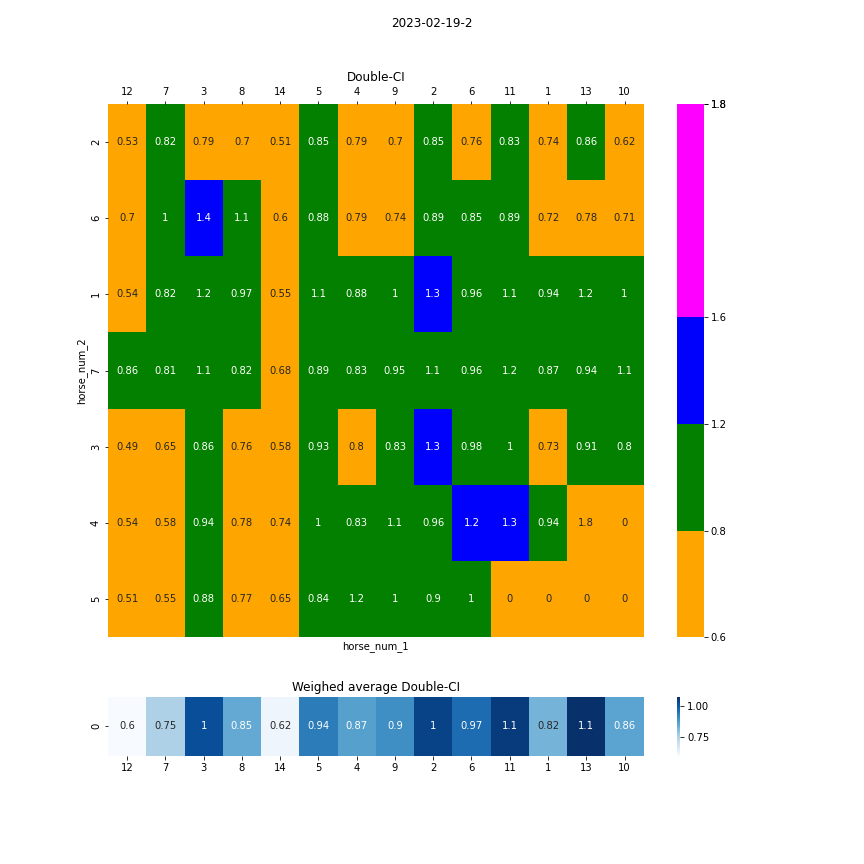 2023-02-19-2
Double-CI
12 7 3 8 14 5 4 9 2 6 11 1 13 10
1.8
2 0.53 0.82 0.79 0.7 0.51 0.85 0.79 0.7 0.85 0.76 0.83 0.74 0.86 0.62
6 0.7 1 1.4 1.1 0.6 0.88 0.79 0.74 0.89 0.85 0.89 0.72 0.78 0.71
1 0.54 0.82 1.2 0.97 0.55 1.1 0.88 1 1.3 0.96 1.1 0.94 1.2 1
1.6
horse_num_2
7 0.86 0.81 1.1 0.82 0.68 0.89 0.83 0.95 1.1 0.96 1.2 0.87 0.94 1.1
1.2
3 0.49 0.65 0.86 0.76 0.58 0.93 0.8 0.83 1.3 0.98 1 0.73 0.91 0.8
4 0.54 0.58 0.94 0.78 0.74 1 0.83 1.1 0.96 1.2 1.3 0.94 1.8 0
0.8
5 0.51 0.55 0.88 0.77 0.65 0.84 1.2 1 0.9 1 0 0 0 0
0.6
horse_num_1
Weighed average Double-CI
1.00
0 0.6 0.75 1 0.85 0.62 0.94 0.87 0.9 1 0.97 1.1 0.82 1.1 0.86
0.75
12 7 3 8 14 5 4 9 2 6 11 1 13 10